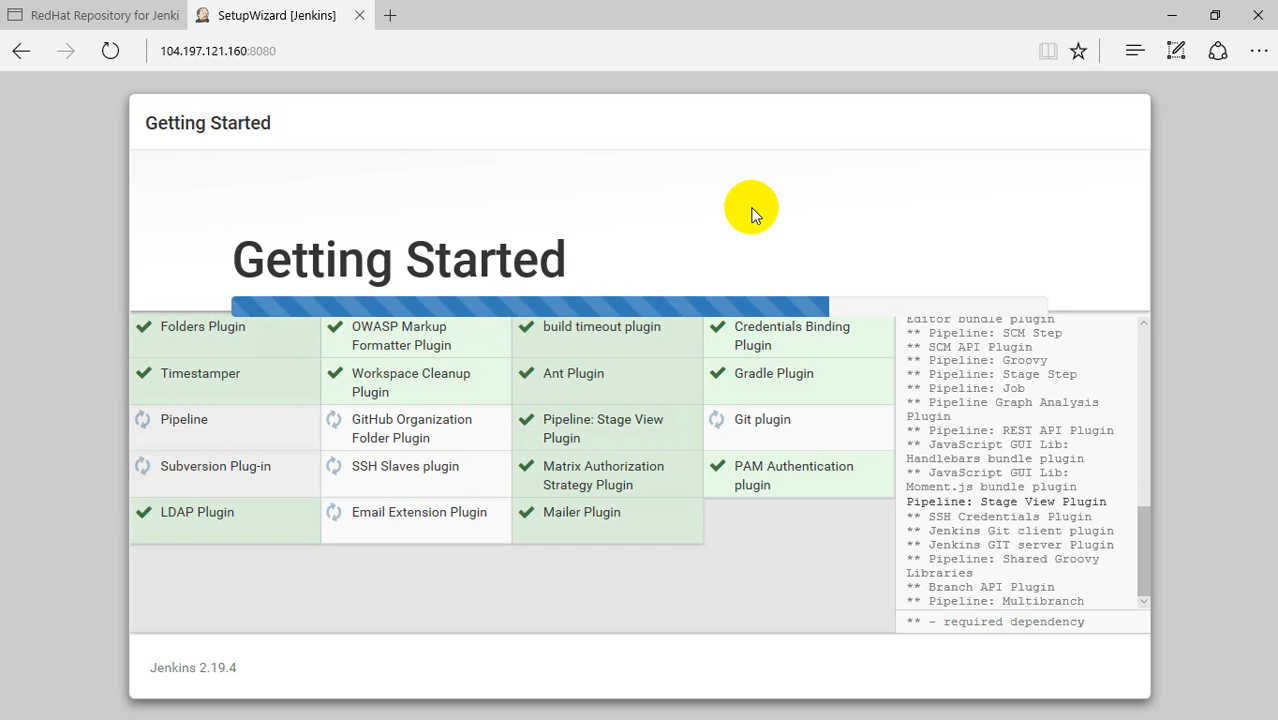 RedHat Repository for Jenki
SetupWizard [Jenkins]
104.197.121.160:8080
Getting Started
Getting Started
Folders Plugin
OWASP Markup
Formatter Plugin
build timeout plugin
Credentials Binding
Plugin
Timestamper
Workspace Cleanup
Plugin
Ant Plugin
Gradle Plugin
Pipeline
GitHub Organization
Folder Plugin
Pipeline: Stage View
Plugin
Git plugin
Subversion Plug-in
SSH Slaves plugin
Matrix Authorization
Strategy Plugin
PAM Authentication
plugin
LDAP Plugin
Email Extension Plugin
Mailer Plugin
Editor bundle plugin
** Pipeline: SCM Step
** SCM API Plugin
** Pipeline: Groovy
** Pipeline: Stage Step
** Pipeline: Job
** Pipeline Graph Analysis
Plugin
** Pipeline: REST API Plugin
** JavaScript GUI Lib:
Handlebars bundle plugin
** JavaScript GUI Lib:
Moment.js bundle plugin
Pipeline: Stage View Plugin
** SSH Credentials Plugin
** Jenkins Git client plugin
** Jenkins GIT server Plugin
** Pipeline: Shared Groovy
Libraries
** Branch API Plugin
** Pipeline: Multibranch
** - required dependency
Jenkins 2.19.4